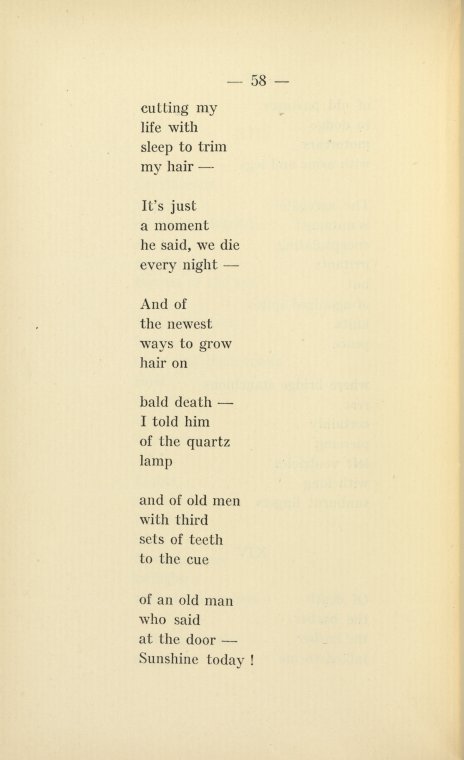 — 58 —
cutting my
life with
sleep to trim
my hair —
It's just
a moment
he said, we die
every night —
And of
the newest
ways to grow
hair on
bald death —
I told him
of the quartz
lamp
and of old men
with third
sets of teeth
to the cue
of an old man
who said
at the door —
Sunshine today !